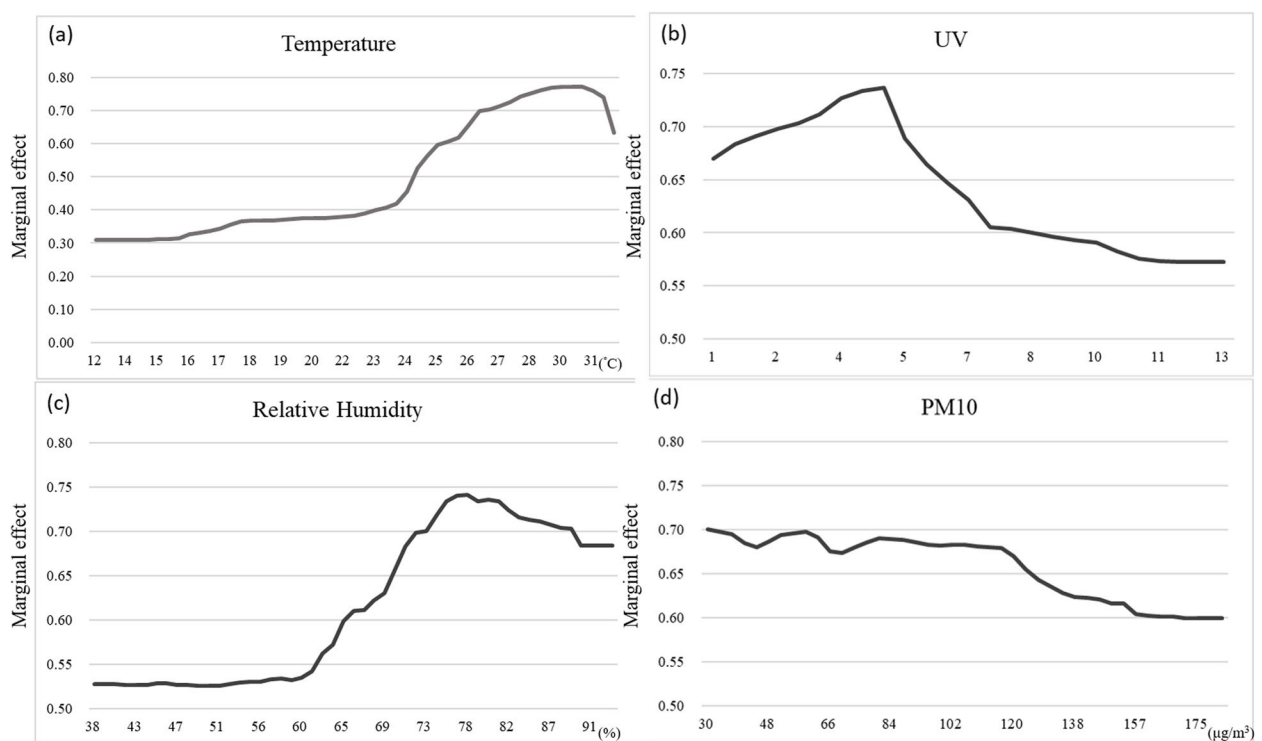 (a)
Temperature
Marginal effect
0.80
0.70
0.60
0.50
0.40
0.30
0.20
0.10
0.00
12 14 15 16 17 18 19 20 22 23 24 25 26 27 28 30 31 (°C)
(b)
UV
Marginal effect
0.75
0.70
0.65
0.60
0.55
0.50
1 2 4 5 7 8 10 11 13
(c)
Relative Humidity
Marginal effect
0.80
0.75
0.70
0.65
0.60
0.55
0.50
38 43 47 51 56 60 65 69 73 78 82 87 91 (%)
(d)
PM10
Marginal effect
0.80
0.75
0.70
0.65
0.60
0.55
0.50
30 48 66 84 102 120 138 157 175 (μg/m³)